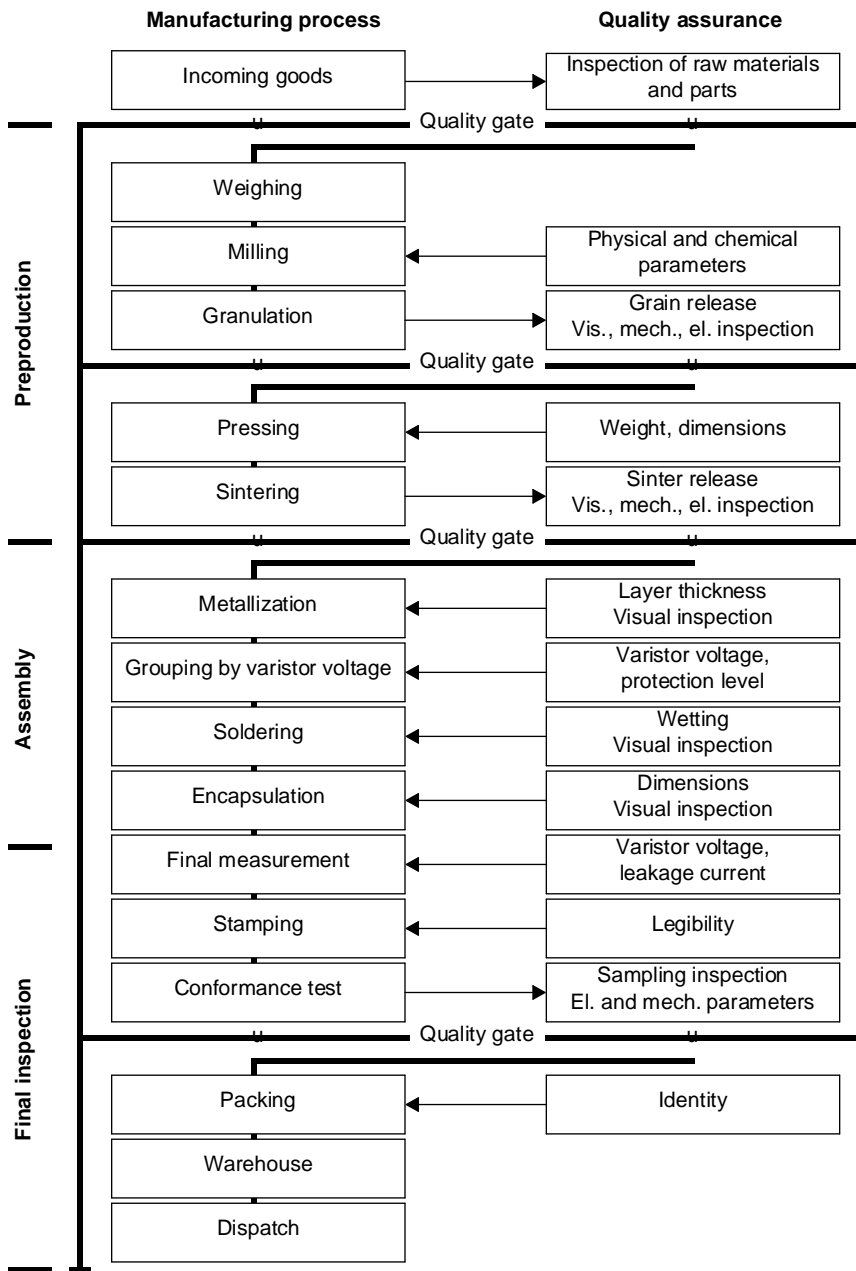 Manufacturing process
Quality assurance
Incoming goods
Inspection of raw materials
and parts
u
Quality gate
u
Preproduction
Weighing
Milling
Physical and chemical
parameters
Granulation
Grain release
Vis., mech., el. inspection
u
Quality gate
u
Pressing
Weight, dimensions
Sintering
Sinter release
Vis., mech., el. inspection
u
Quality gate
u
Assembly
Metallization
Layer thickness
Visual inspection
Grouping by varistor voltage
Varistor voltage,
protection level
Soldering
Wetting
Visual inspection
Encapsulation
Dimensions
Visual inspection
Final inspection
Final measurement
Varistor voltage,
leakage current
Stamping
Legibility
Conformance test
Sampling inspection
El. and mech. parameters
u
Quality gate
u
Packing
Identity
Warehouse
Dispatch